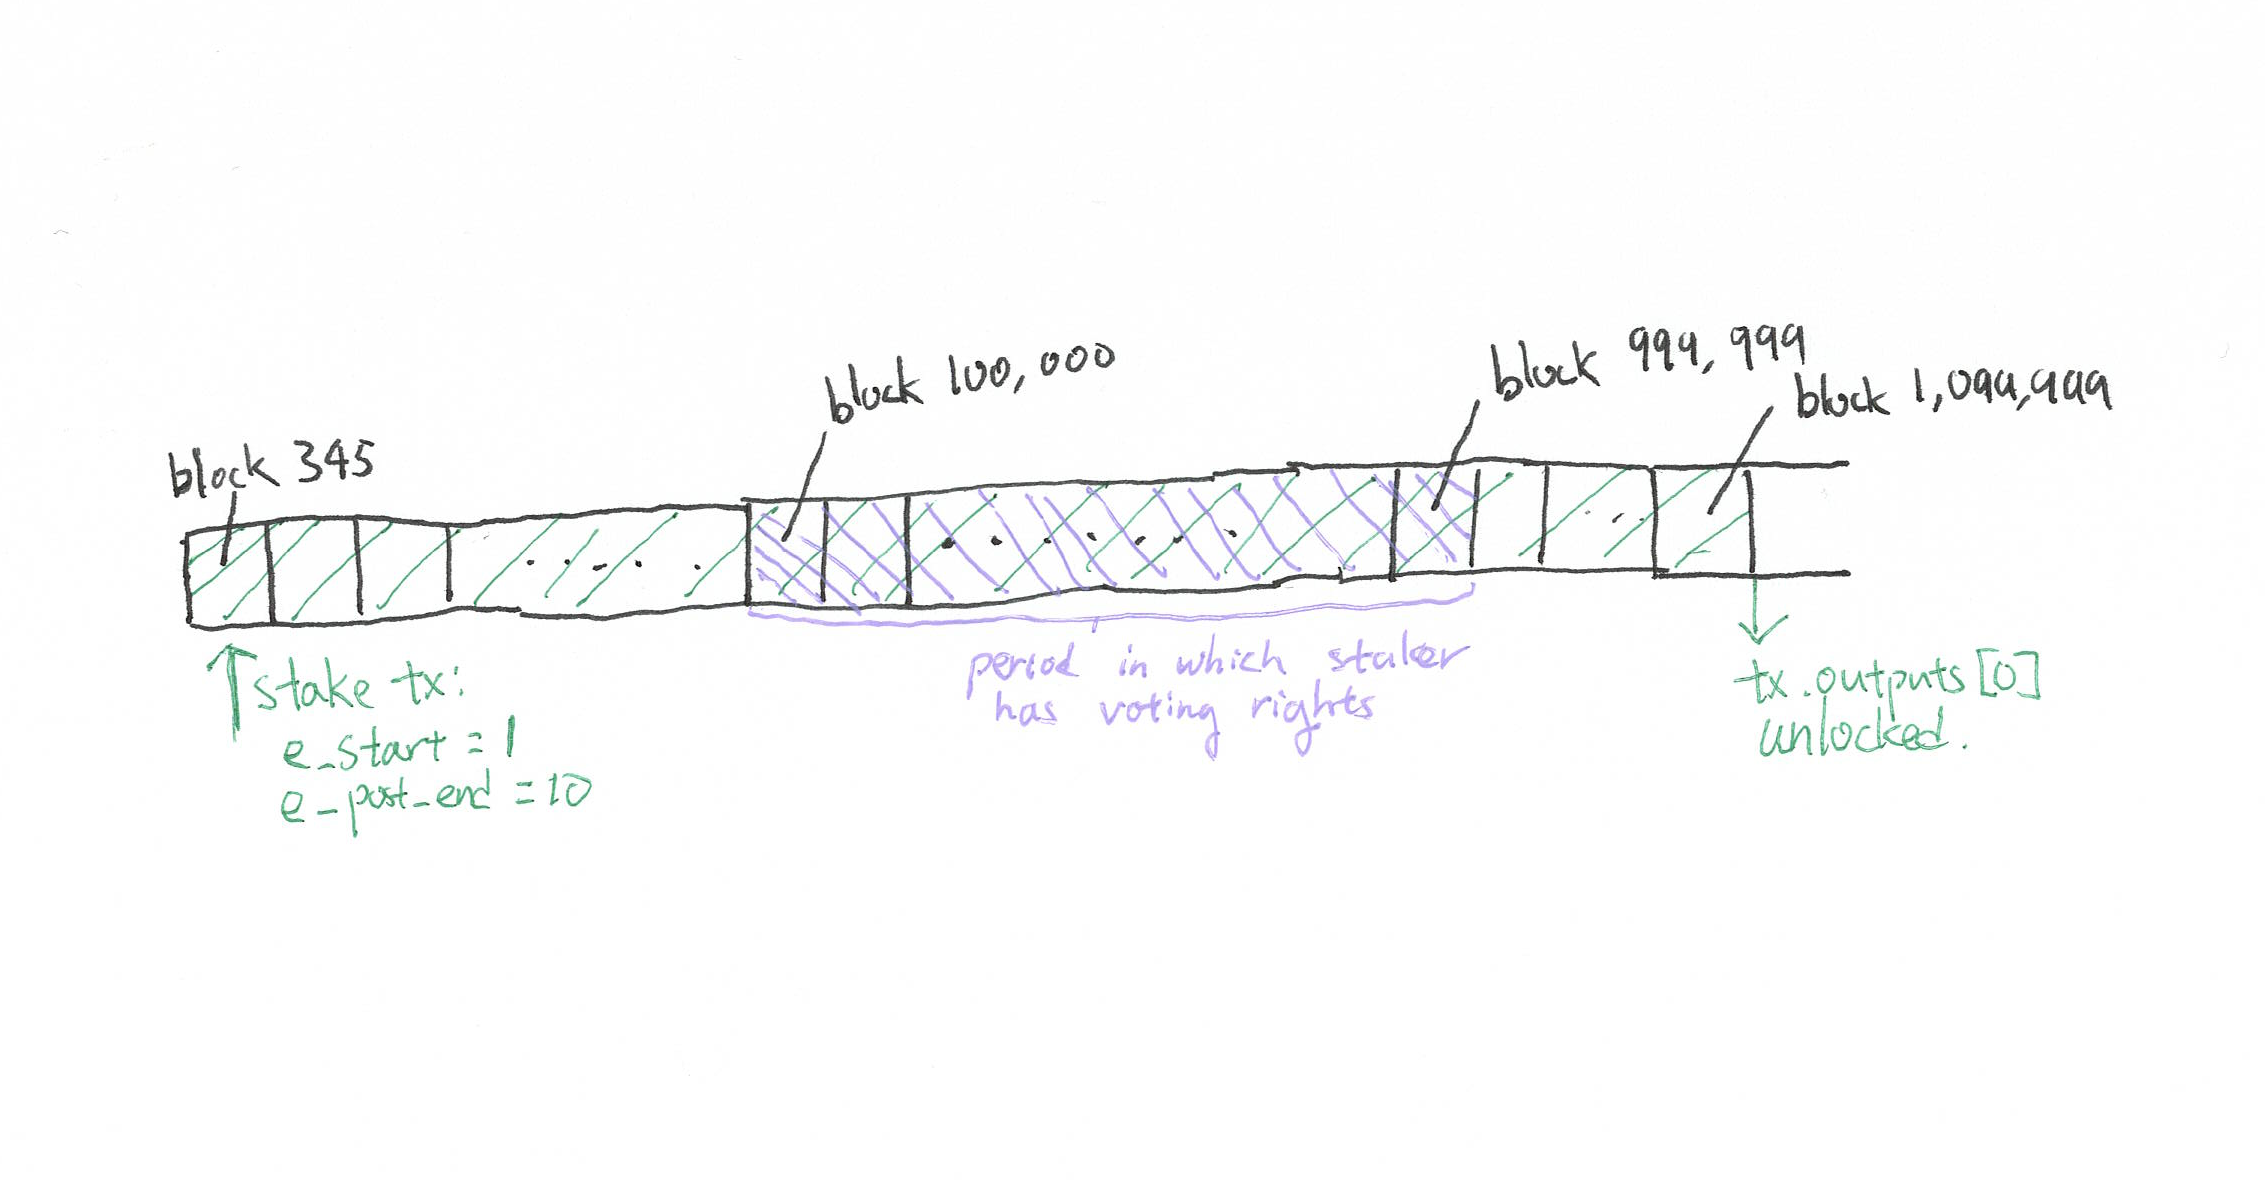 block 345
block 100,000
block 999,999
block 1,099,999
stake tx:
e_start = 1
e_post_end = 10
period in which staker
has voting rights
tx.outputs[0]
unlocked.